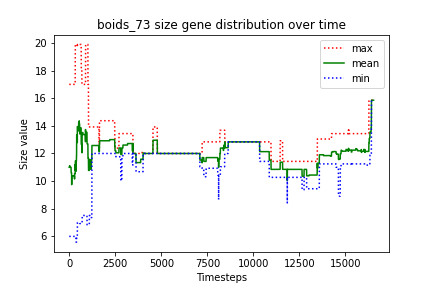 boids_73 size gene distribution over time
max
mean
min
Size value
20
18
16
14
12
10
8
6
0
2500
5000
7500
10000
12500
15000
Timesteps